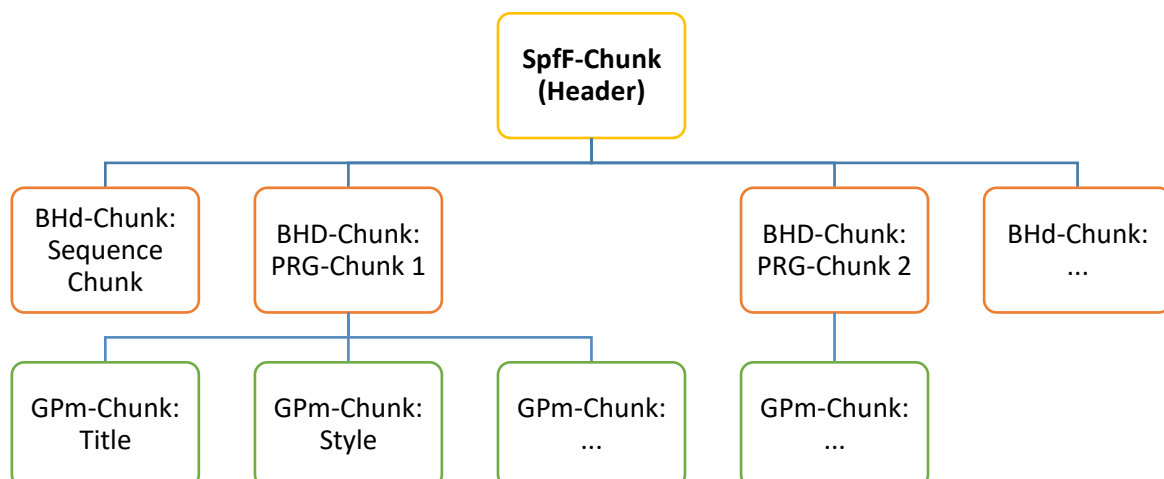 SpfF-Chunk
(Header)
BHd-Chunk:
Sequence
Chunk
BHD-Chunk:
PRG-Chunk 1
BHD-Chunk:
PRG-Chunk 2
BHd-Chunk:
...
GPm-Chunk:
Title
GPm-Chunk:
Style
GPm-Chunk:
...
GPm-Chunk:
...